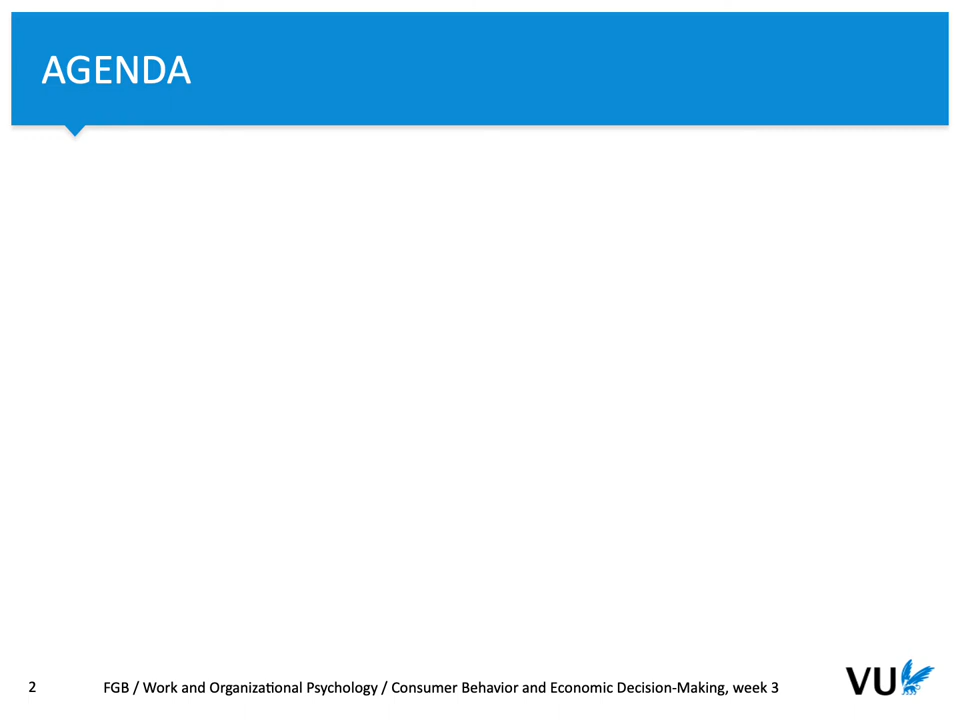 AGENDA
2
FGB / Work and Organizational Psychology / Consumer Behavior and Economic Decision-Making, week 3
VU